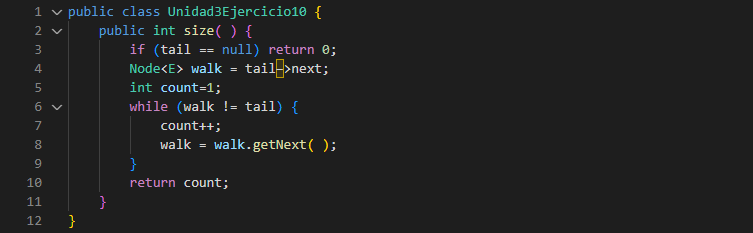 1 public class Unidad3Ejercicio10 {
2 public int size( ) {
3 if (tail == null) return 0;
4 Node<E> walk = tail->next;
5 int count=1;
6 while (walk != tail) {
7 count++;
8 walk = walk.getNext( );
9 }
10 return count;
11 }
12 }